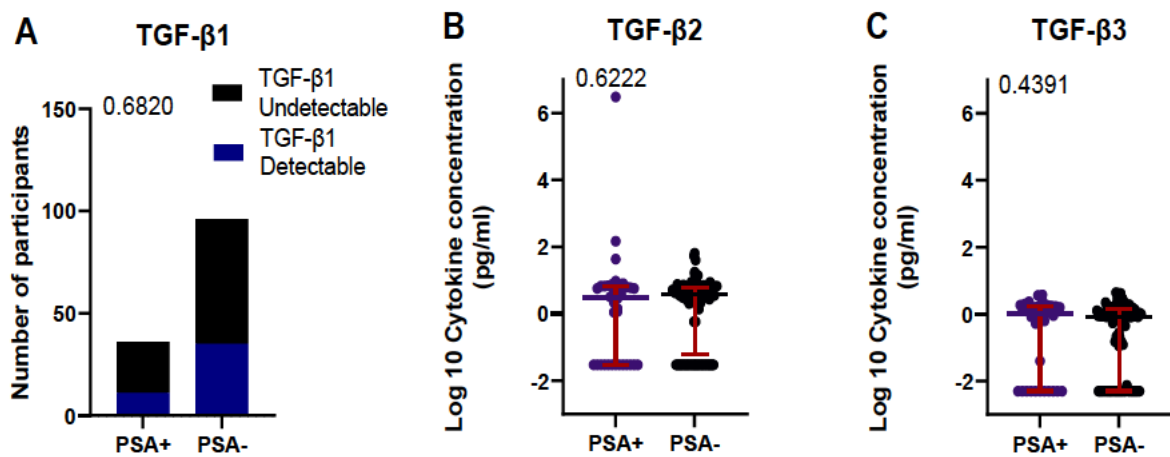 A
TGF-β1
0.6820
TGF-β1
Undetectable
TGF-β1
Detectable
Number of participants
150
100
50
0
PSA+
PSA-
B
TGF-β2
0.6222
Log 10 Cytokine concentration
(pg/ml)
6
4
2
0
-2
PSA+
PSA-
C
TGF-β3
0.4391
Log 10 Cytokine concentration
(pg/ml)
6
4
2
0
-2
PSA+
PSA-